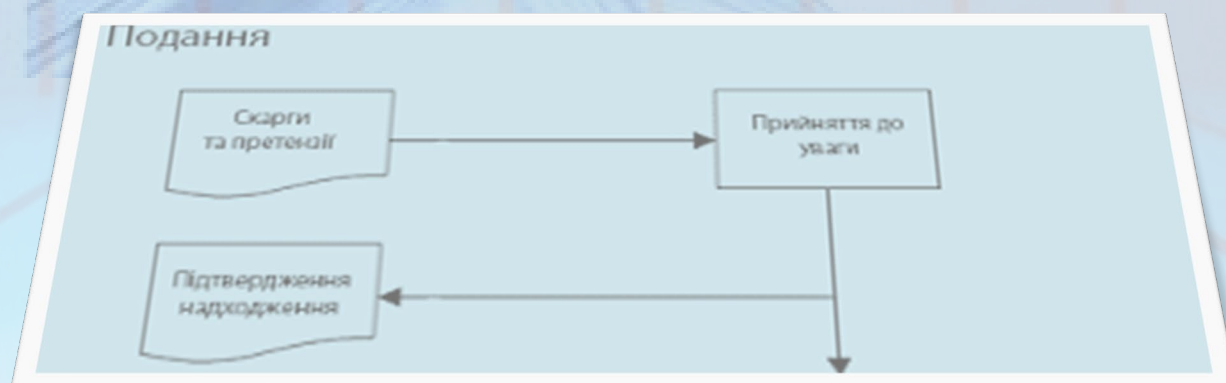 Подання
Скарги
та претензії
Прийняття до
уваги
Підтвердження
надходження